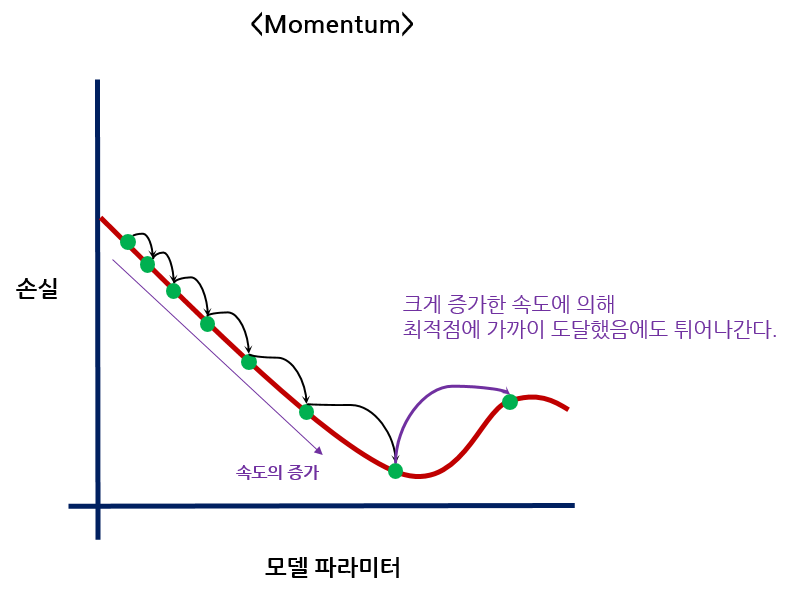 <Momentum>
손실
크게 증가한 속도에 의해
최적점에 가까이 도달했음에도 튀어나간다.
속도의 증가
모델 파라미터